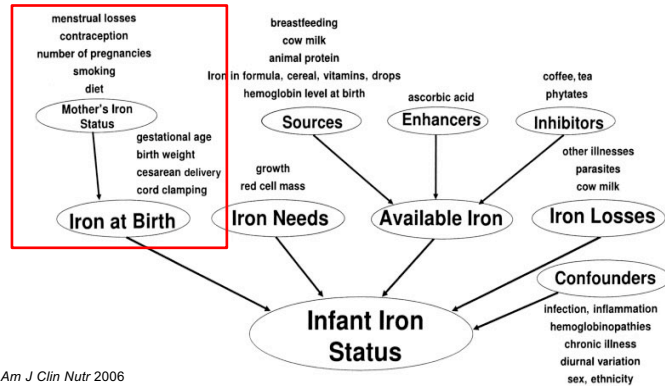 menstrual losses
contraception
number of pregnancies
smoking
diet
Mother's Iron
Status
gestational age
birth weight
cesarean delivery
cord clamping
Iron at Birth
growth
red cell mass
Iron Needs
breastfeeding
cow milk
animal protein
Iron in formula, cereal, vitamins, drops
hemoglobin level at birth
Sources
ascorbic acid
Enhancers
coffee, tea
phytates
Inhibitors
Available Iron
other illnesses
parasites
cow milk
Iron Losses
Confounders
infection, inflammation
hemoglobinopathies
chronic illness
diurnal variation
sex, ethnicity
Infant Iron
Status
Am J Clin Nutr 2006